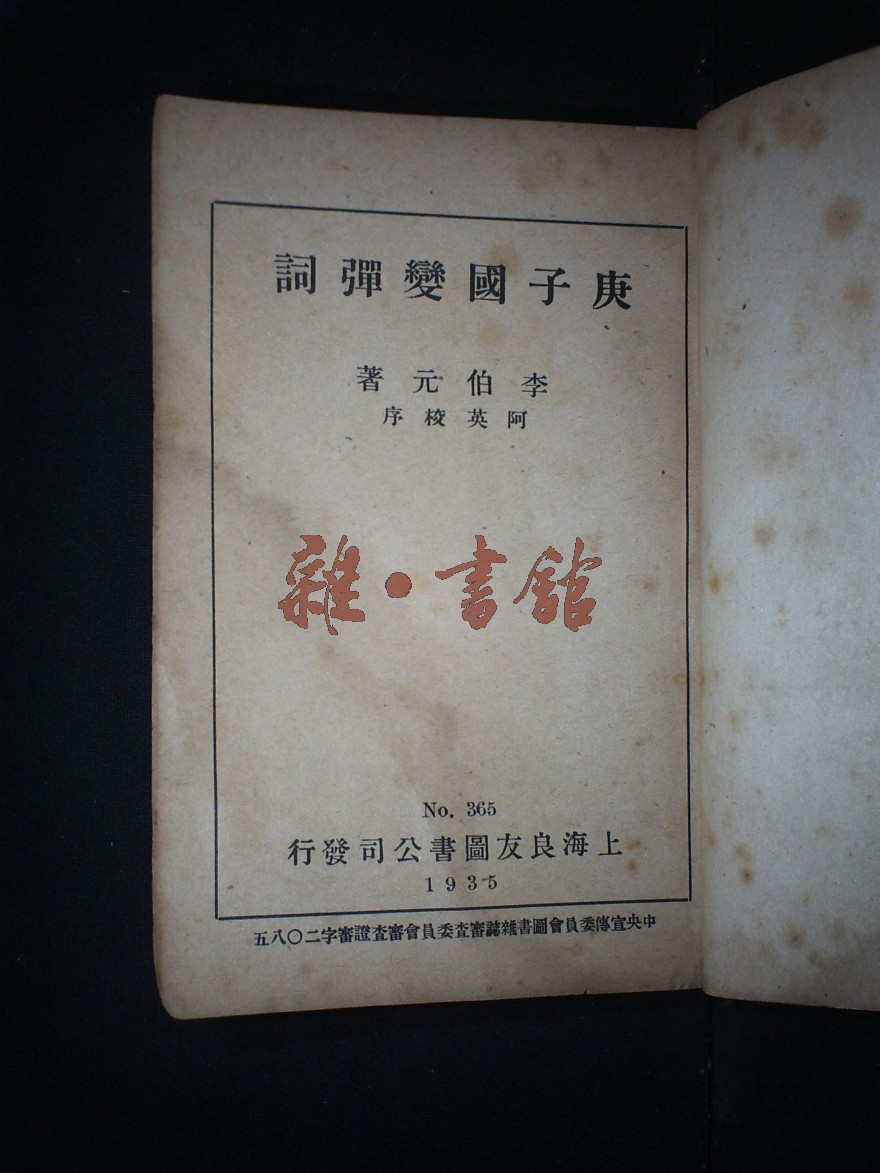 庚子國變彈詞
李伯元著
阿英校序
雜·書館
No. 365
上海良友圖書公司發行
1935
中央宣傳委員會圖書雜誌審查委員會審查證審字二〇八五